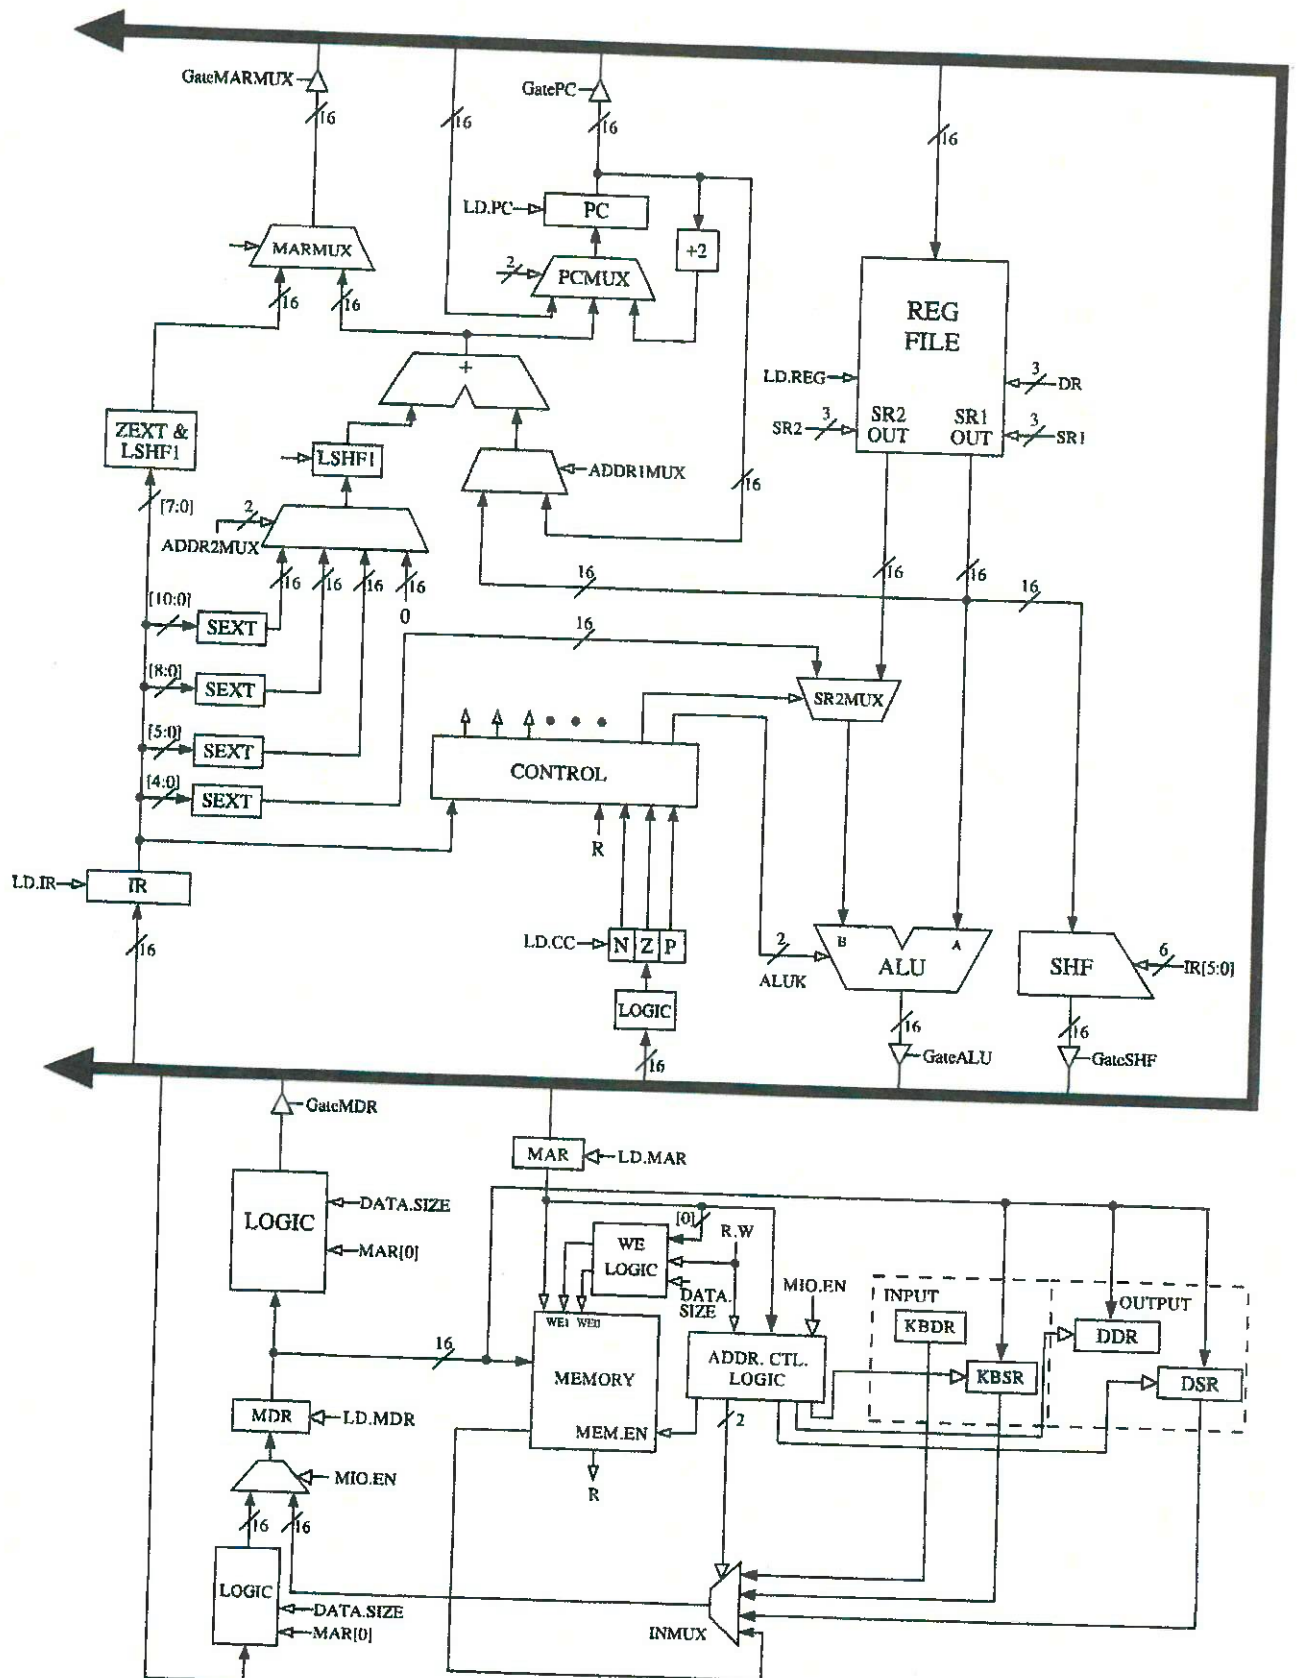 GateMARMUX
16
16
GatePC
16
16
LD.PC
PC
+2
MARMUX
2
PCMUX
16
16
REG
FILE
LD.REG
3
DR
SR2
3
SR2
OUT
SR1
OUT
3
SR1
+
ZEXT &
LSHF1
LSHF1
ADDR1MUX
16
[7:0]
2
ADDR2MUX
16
16
16
16
0
16
16
16
16
[10:0]
SEXT
16
[8:0]
SEXT
SR2MUX
[5:0]
SEXT
CONTROL
[4:0]
SEXT
R
LD.IR
IR
16
LD.CC
N
Z
P
2
ALUK
B
A
ALU
SHF
6
IR[5:0]
LOGIC
16
16
16
GateALU
GateSHF
GateMDR
MAR
LD.MAR
LOGIC
DATA.SIZE
MAR[0]
[0]
R.W
WE
LOGIC
DATA.
SIZE
MIO.EN
INPUT
KBDR
OUTPUT
DDR
WE1
WE0
16
MEMORY
ADDR. CTL.
LOGIC
KBSR
DSR
MDR
LD.MDR
MEM.EN
2
MIO.EN
R
16
16
LOGIC
DATA.SIZE
MAR[0]
INMUX